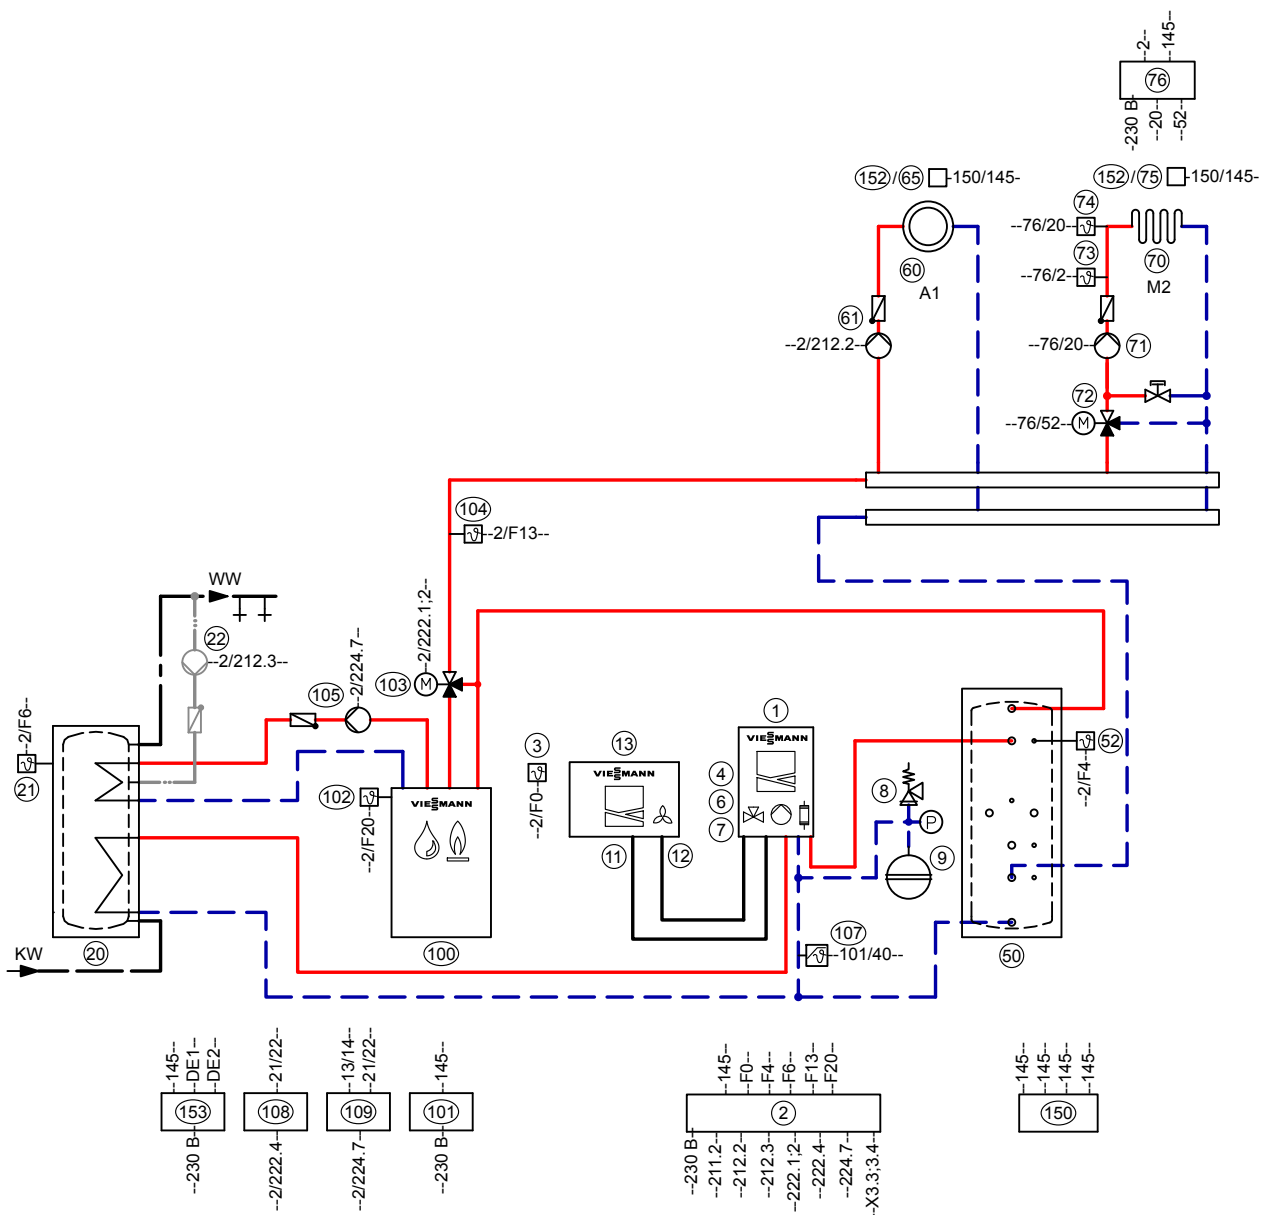 --2--
-145--
76
--230 B--
--20--
--52--
152/65 -150/145-
152/75 -150/145-
74
--76/20--
73
--76/2--
60
A1
70
M2
61
--2/212.2--
--76/20--
71
72
--76/52--
M
104
--2/F13--
WW
22
--2/212.3--
--2/224.7--
105
--2/222.1;2--
103
M
--2/F6--
21
1
VIESMANN
3
--2/F0--
13
VIESMANN
4
6
7
8
P
9
52
--2/F4--
102
--2/F20--
VIESMANN
11
12
107
--101/40--
20
100
50
KW
--145--
--DE1--
--DE2--
153
--230 B--
--21/22--
108
--2/222.4--
--13/14--
--21/22--
109
--2/224.7--
--145--
101
--230 B--
--145--
--F0--
--F4--
--F6--
--F13--
--F20--
2
--230 B--
--211.2--
--212.2--
--212.3--
--222.1;2--
--222.4--
--224.7--
--X3.3;3.4--
-145--
-145--
-145--
-145--
150